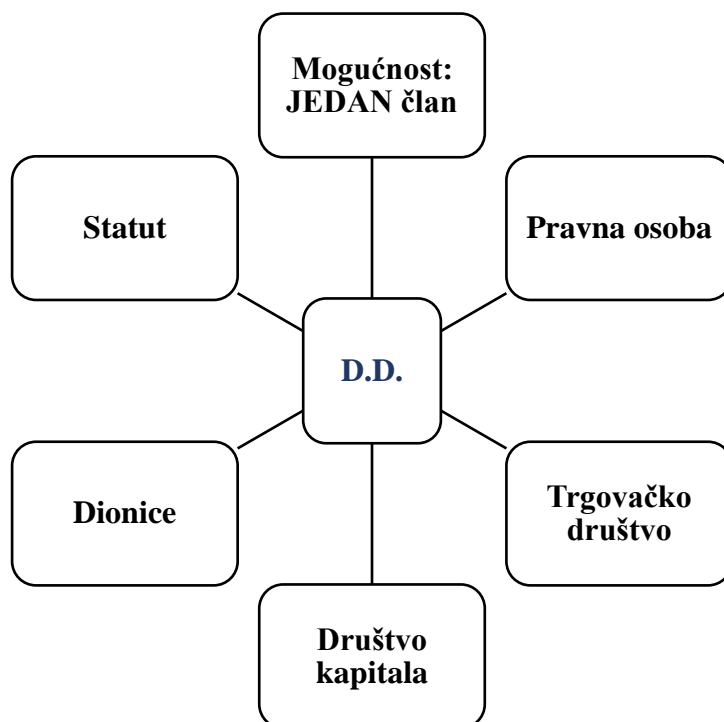 Mogućnost:
JEDAN član
Statut
Pravna osoba
D.D.
Dionice
Trgovačko
društvo
Društvo
kapitala